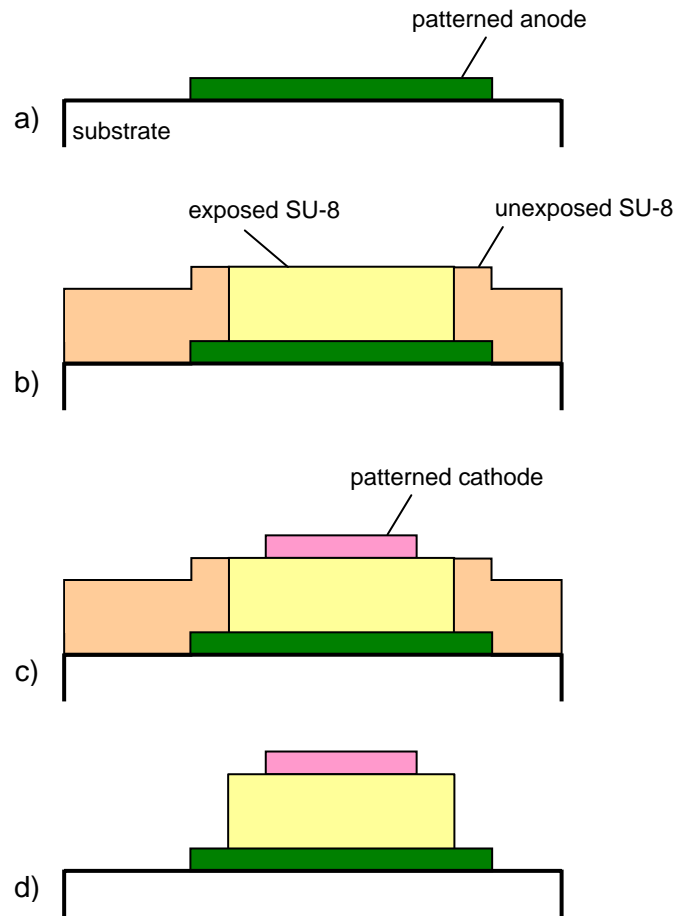 patterned anode
a)
substrate
exposed SU-8
unexposed SU-8
b)
patterned cathode
c)
d)